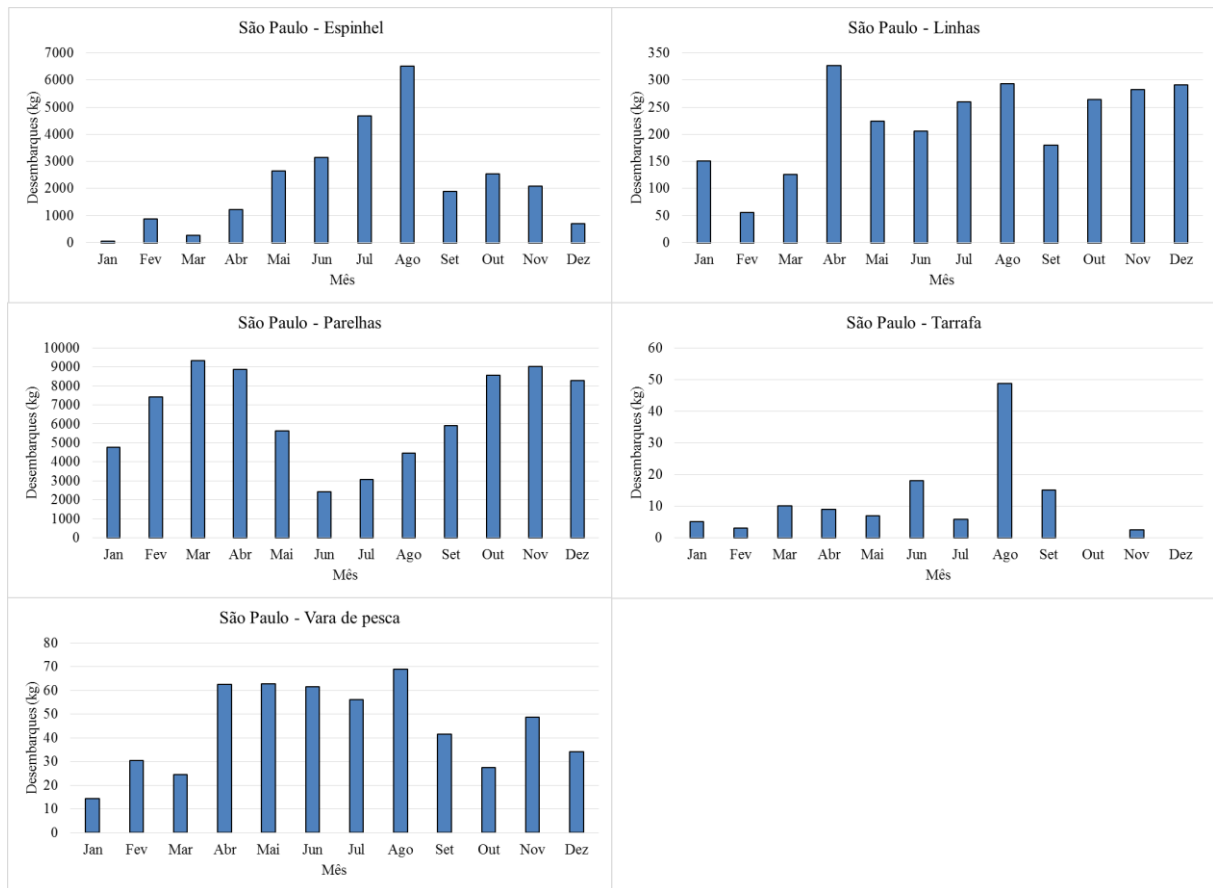 São Paulo - Espinhel
Desembarques (kg)
7000
6000
5000
4000
3000
2000
1000
0
Jan Fev Mar Abr Mai Jun Jul Ago Set Out Nov Dez
Mês
São Paulo - Linhas
Desembarques (kg)
350
300
250
200
150
100
50
0
Jan Fev Mar Abr Mai Jun Jul Ago Set Out Nov Dez
Mês
São Paulo - Parelhas
Desembarques (kg)
10000
9000
8000
7000
6000
5000
4000
3000
2000
1000
0
Jan Fev Mar Abr Mai Jun Jul Ago Set Out Nov Dez
Mês
São Paulo - Tarrafa
Desembarques (kg)
60
50
40
30
20
10
0
Jan Fev Mar Abr Mai Jun Jul Ago Set Out Nov Dez
Mês
São Paulo - Vara de pesca
Desembarques (kg)
80
70
60
50
40
30
20
10
0
Jan Fev Mar Abr Mai Jun Jul Ago Set Out Nov Dez
Mês